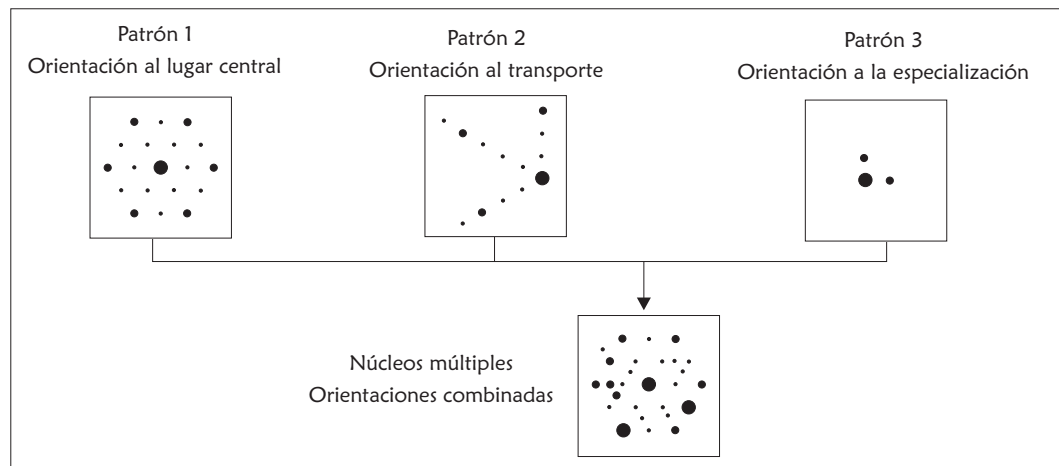 Patrón 1
Orientación al lugar central
Patrón 2
Orientación al transporte
Patrón 3
Orientación a la especialización
Núcleos múltiples
Orientaciones combinadas